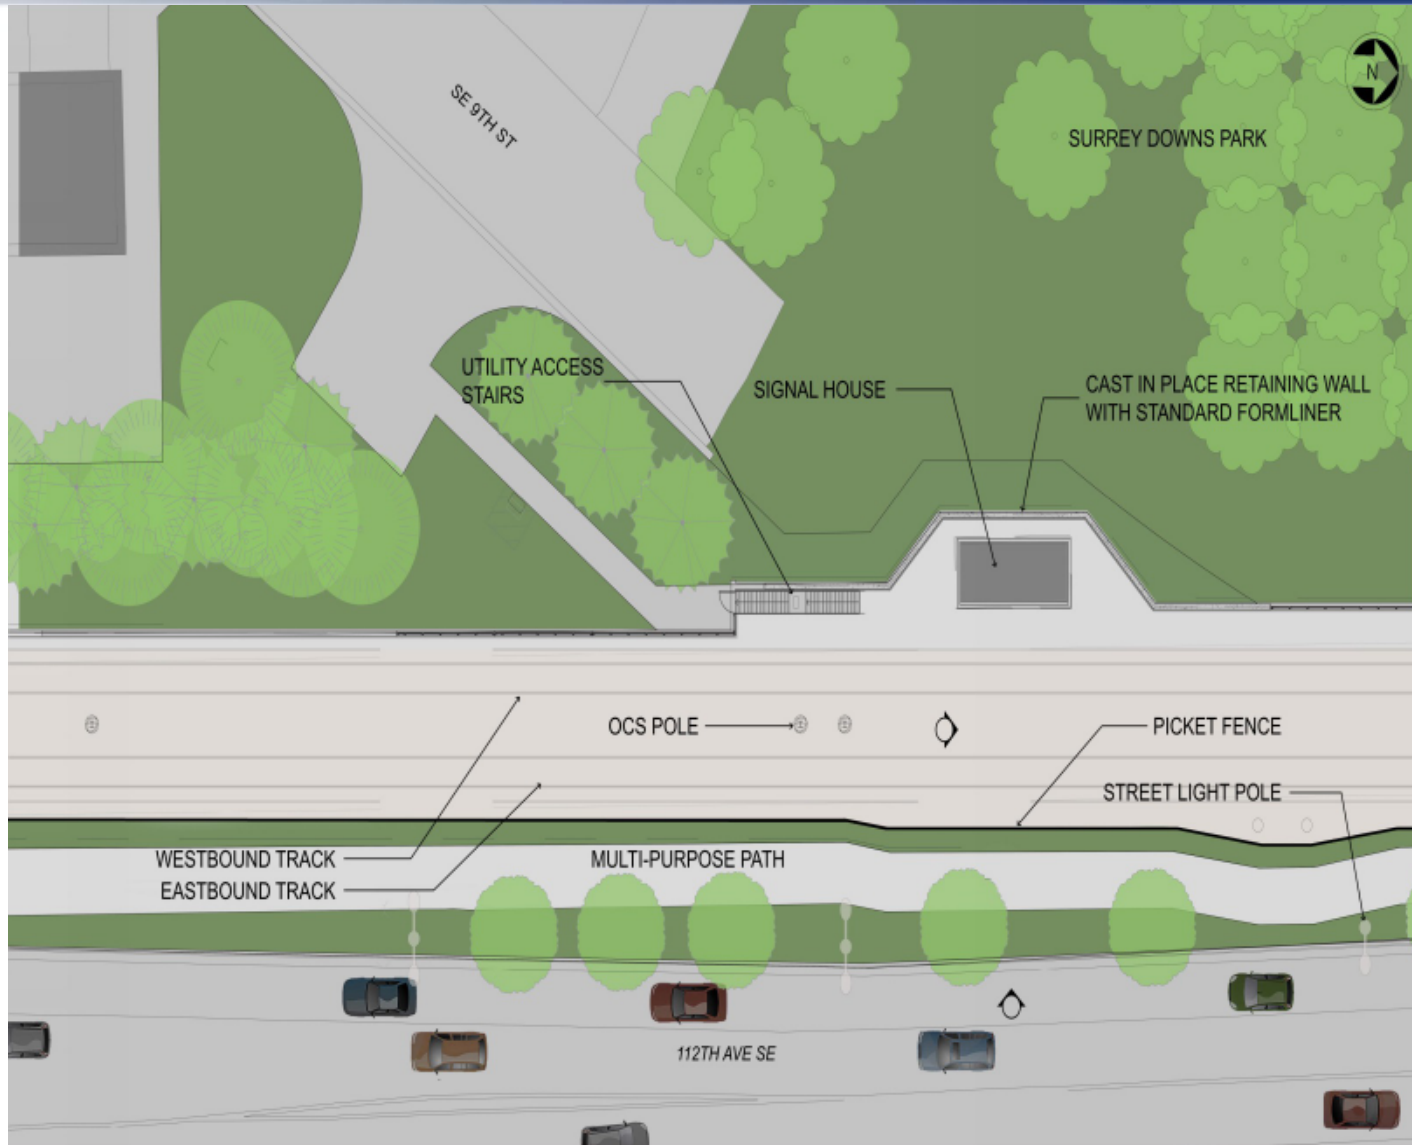 SE 9TH ST
N
SURREY DOWNS PARK
UTILITY ACCESS
STAIRS
SIGNAL HOUSE
CAST IN PLACE RETAINING WALL
WITH STANDARD FORMLINER
OCS POLE
PICKET FENCE
STREET LIGHT POLE
WESTBOUND TRACK
EASTBOUND TRACK
MULTI-PURPOSE PATH
112TH AVE SE